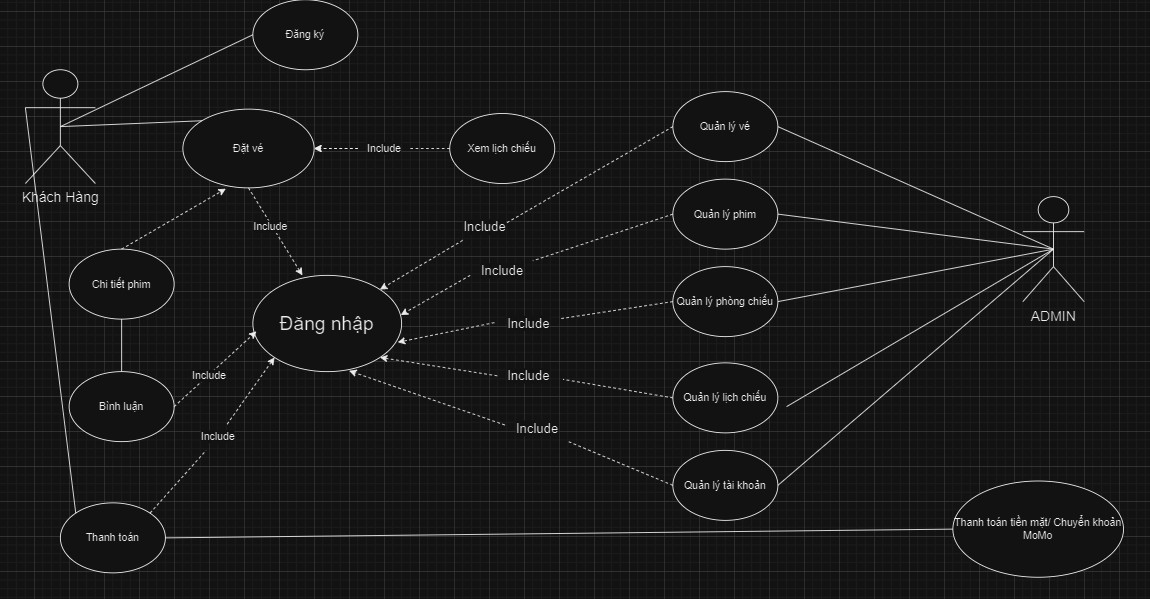 Đăng ký
Đặt vé
Include
Xem lịch chiếu
Quản lý vé
Khách Hàng
Include
Include
Quản lý phim
Include
Chi tiết phim
Đăng nhập
Include
Quản lý phòng chiếu
ADMIN
Include
Include
Bình luận
Quản lý lịch chiếu
Include
Include
Quản lý tài khoản
Thanh toán
Thanh toán tiền mặt/ Chuyển khoản
MoMo